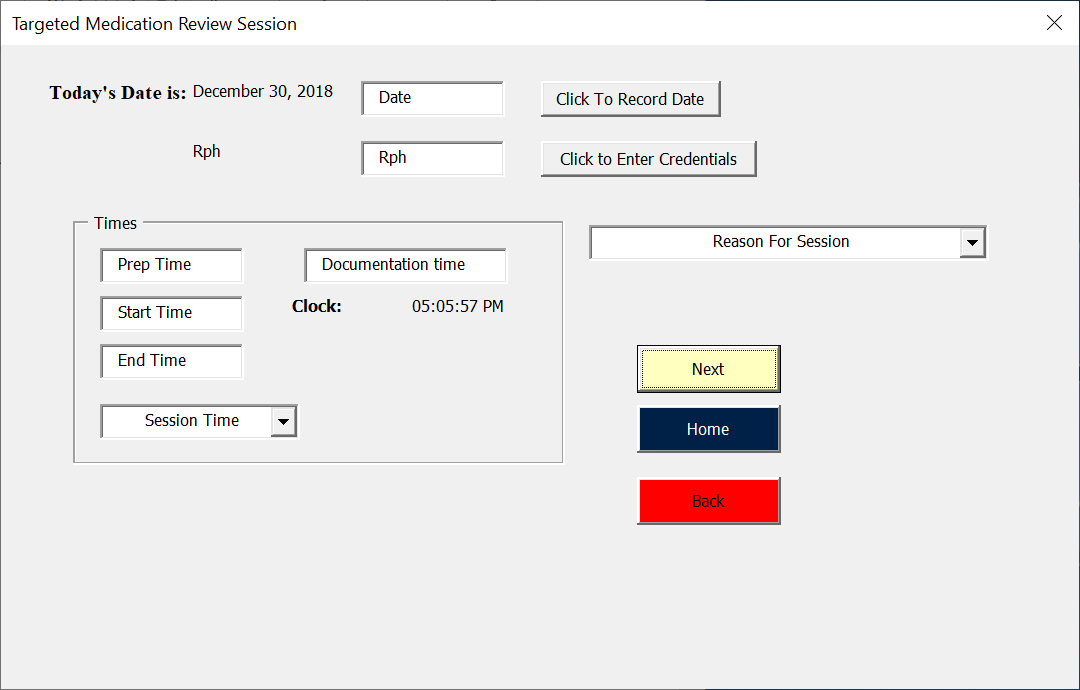 Targeted Medication Review Session
Today's Date is: December 30, 2018 Date Click To Record Date
Rph Rph Click to Enter Credentials
Times
Reason For Session
Prep Time Documentation time
Start Time Clock: 05:05:57 PM
End Time
Next
Session Time
Home
Back